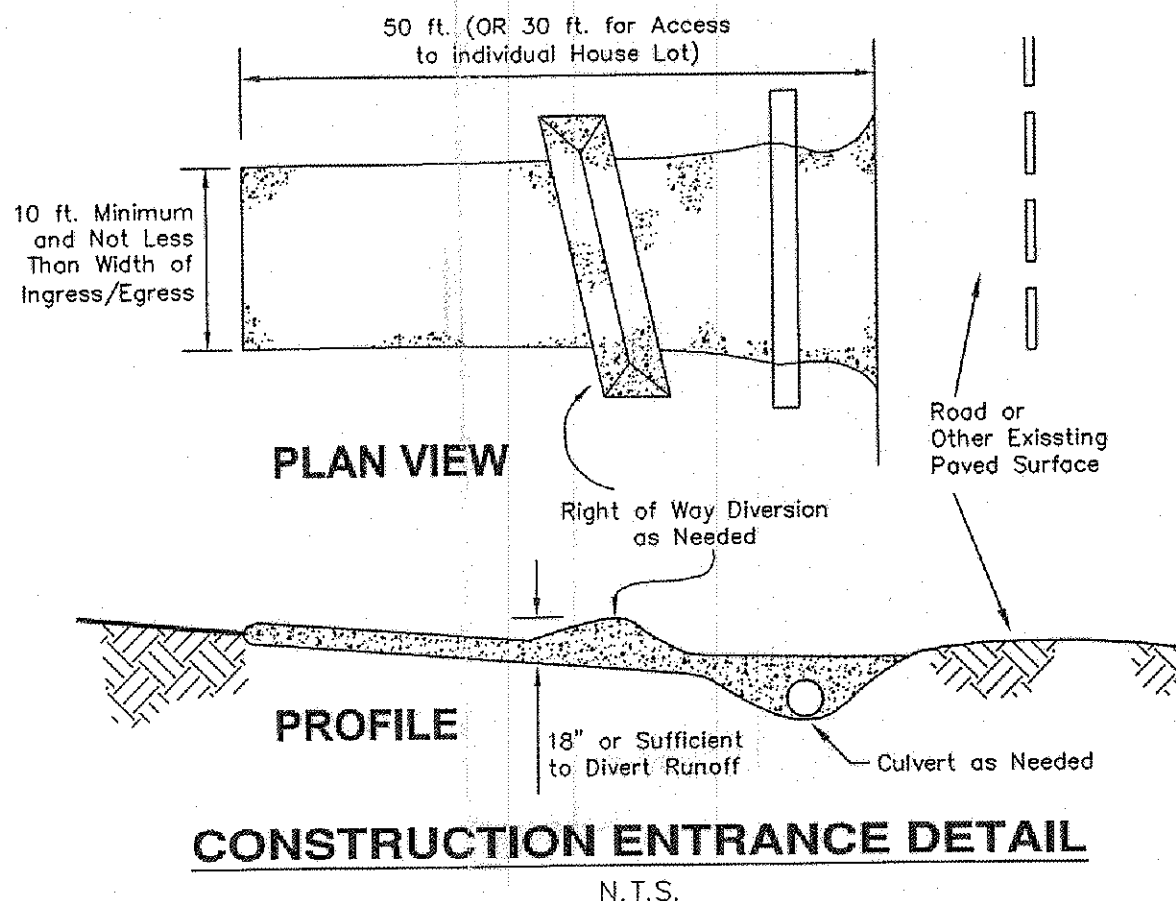 50 ft. (OR 30 ft. for Access
to individual House Lot)
10 ft. Minimum
and Not Less
Than Width of
Ingress/Egress
Road or
Other Exissting
Paved Surface
PLAN VIEW
Right of Way Diversion
as Needed
PROFILE
18" or Sufficient
to Divert Runoff
Culvert as Needed
CONSTRUCTION ENTRANCE DETAIL
N.T.S.